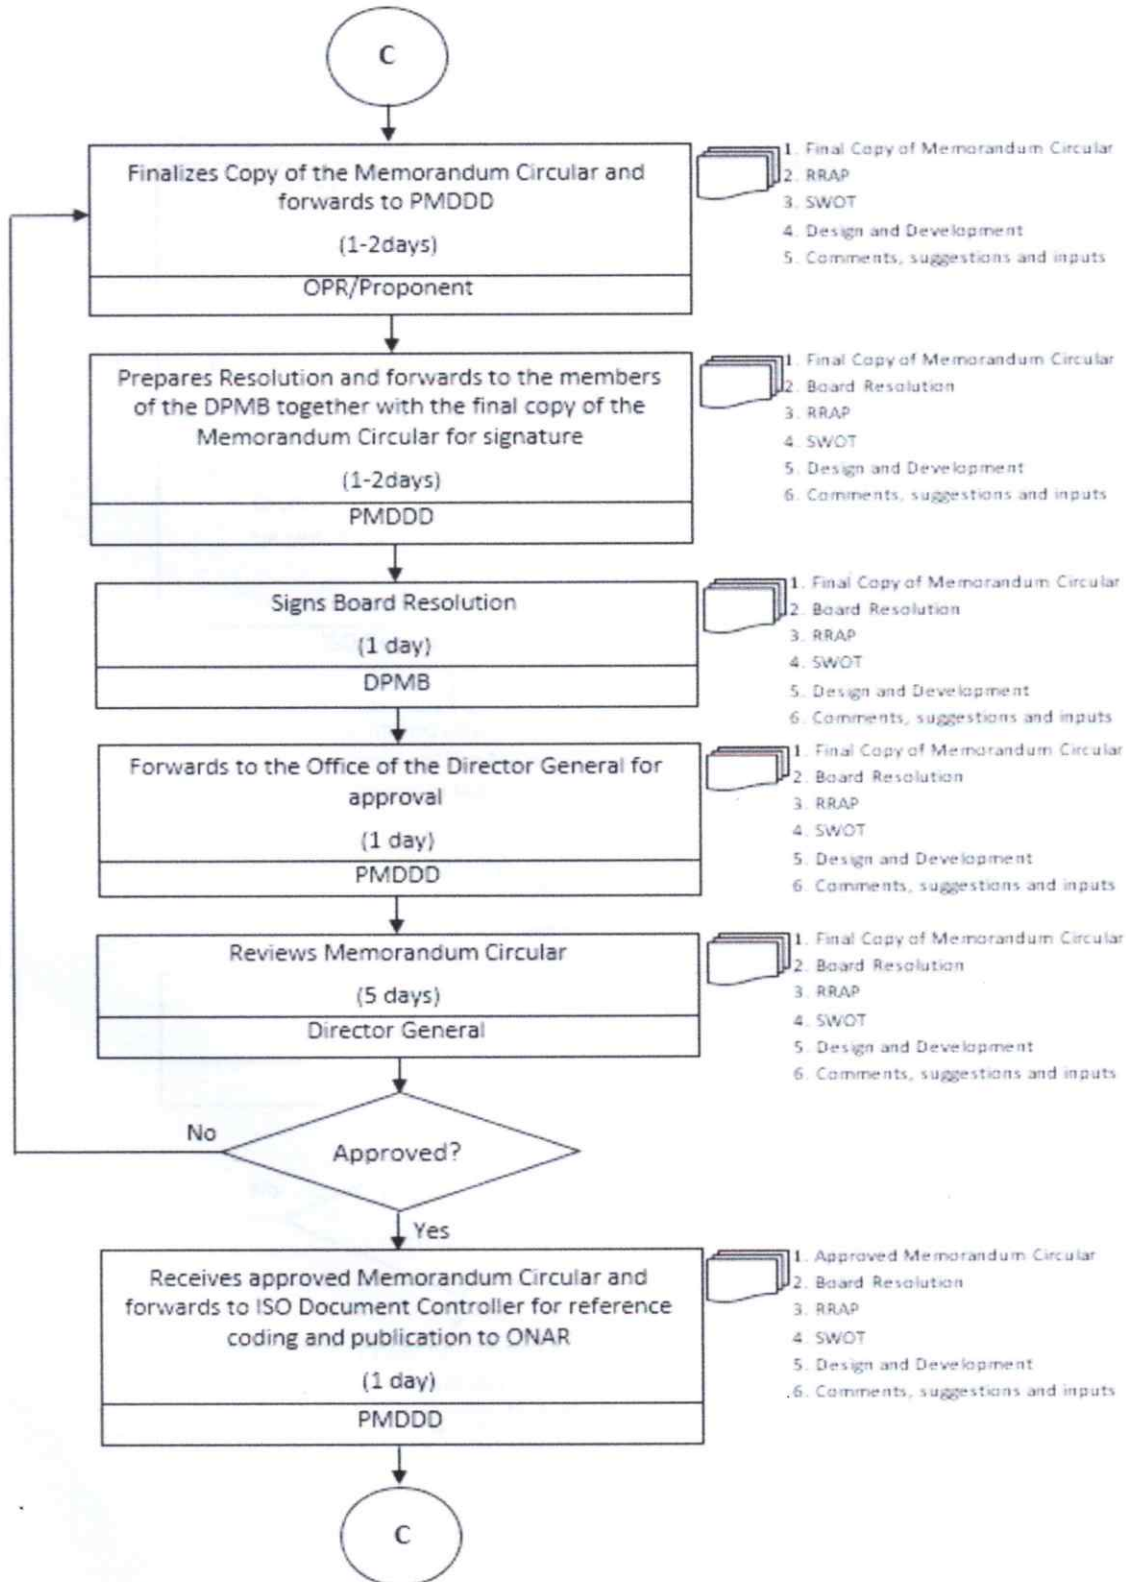 C
Finalizes Copy of the Memorandum Circular and
forwards to PMDDD
(1-2days)
OPR/Proponent
1. Final Copy of Memorandum Circular
2. RRAP
3. SWOT
4. Design and Development
5. Comments, suggestions and inputs
Prepares Resolution and forwards to the members
of the DPMB together with the final copy of the
Memorandum Circular for signature
(1-2days)
PMDDD
1. Final Copy of Memorandum Circular
2. Board Resolution
3. RRAP
4. SWOT
5. Design and Development
6. Comments, suggestions and inputs
Signs Board Resolution
(1 day)
DPMB
1. Final Copy of Memorandum Circular
2. Board Resolution
3. RRAP
4. SWOT
5. Design and Development
6. Comments, suggestions and inputs
Forwards to the Office of the Director General for
approval
(1 day)
PMDDD
1. Final Copy of Memorandum Circular
2. Board Resolution
3. RRAP
4. SWOT
5. Design and Development
6. Comments, suggestions and inputs
Reviews Memorandum Circular
(5 days)
Director General
1. Final Copy of Memorandum Circular
2. Board Resolution
3. RRAP
4. SWOT
5. Design and Development
6. Comments, suggestions and inputs
No
Approved?
Yes
Receives approved Memorandum Circular and
forwards to ISO Document Controller for reference
coding and publication to ONAR
(1 day)
PMDDD
1. Approved Memorandum Circular
2. Board Resolution
3. RRAP
4. SWOT
5. Design and Development
6. Comments, suggestions and inputs
C